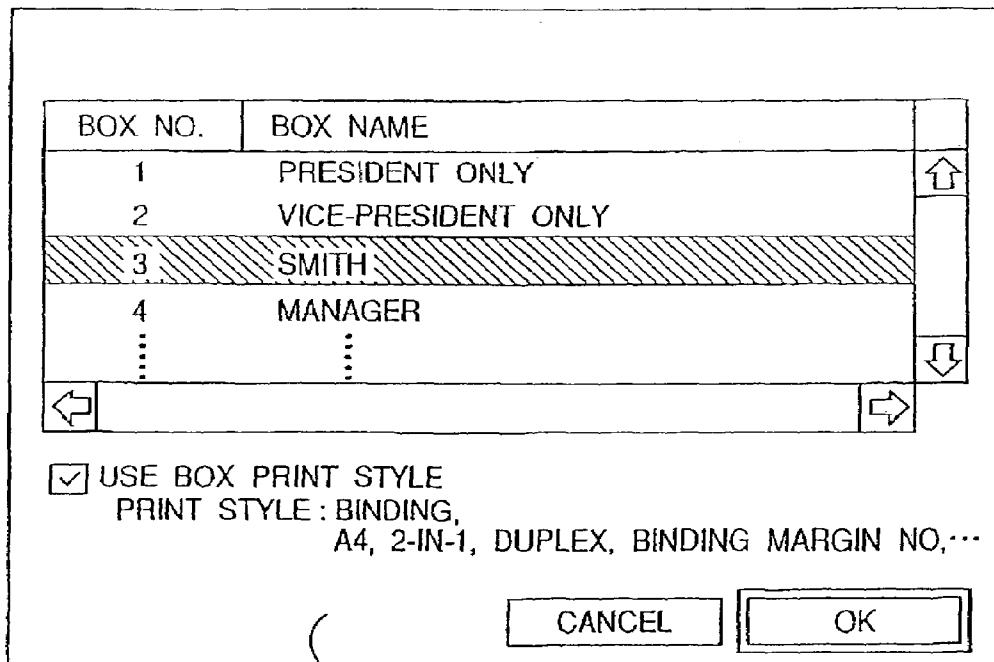 BOX NO. BOX NAME
1 PRESIDENT ONLY
2 VICE-PRESIDENT ONLY
3 SMITH
4 MANAGER
USE BOX PRINT STYLE
PRINT STYLE : BINDING,
A4, 2-IN-1, DUPLEX, BINDING MARGIN NO,···
CANCEL OK